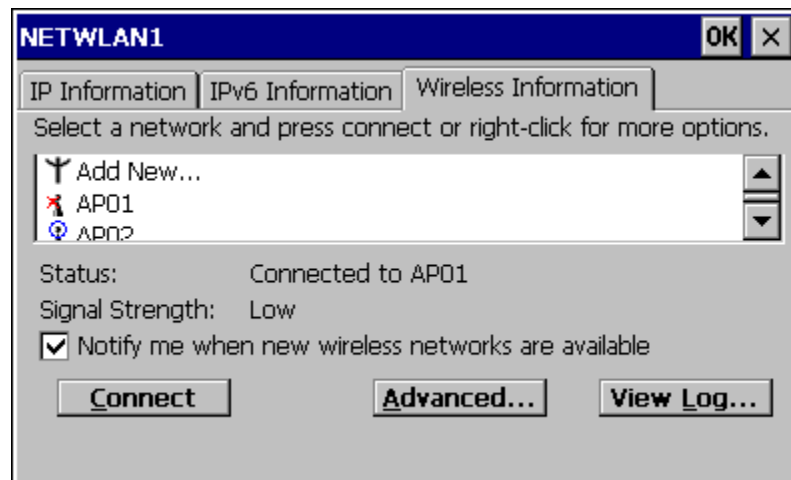 NETWLAN1 OK ×
IP Information IPv6 Information Wireless Information
Select a network and press connect or right-click for more options.
Add New...
AP01
AP02
Status: Connected to AP01
Signal Strength: Low
Notify me when new wireless networks are available
Connect Advanced... View Log...